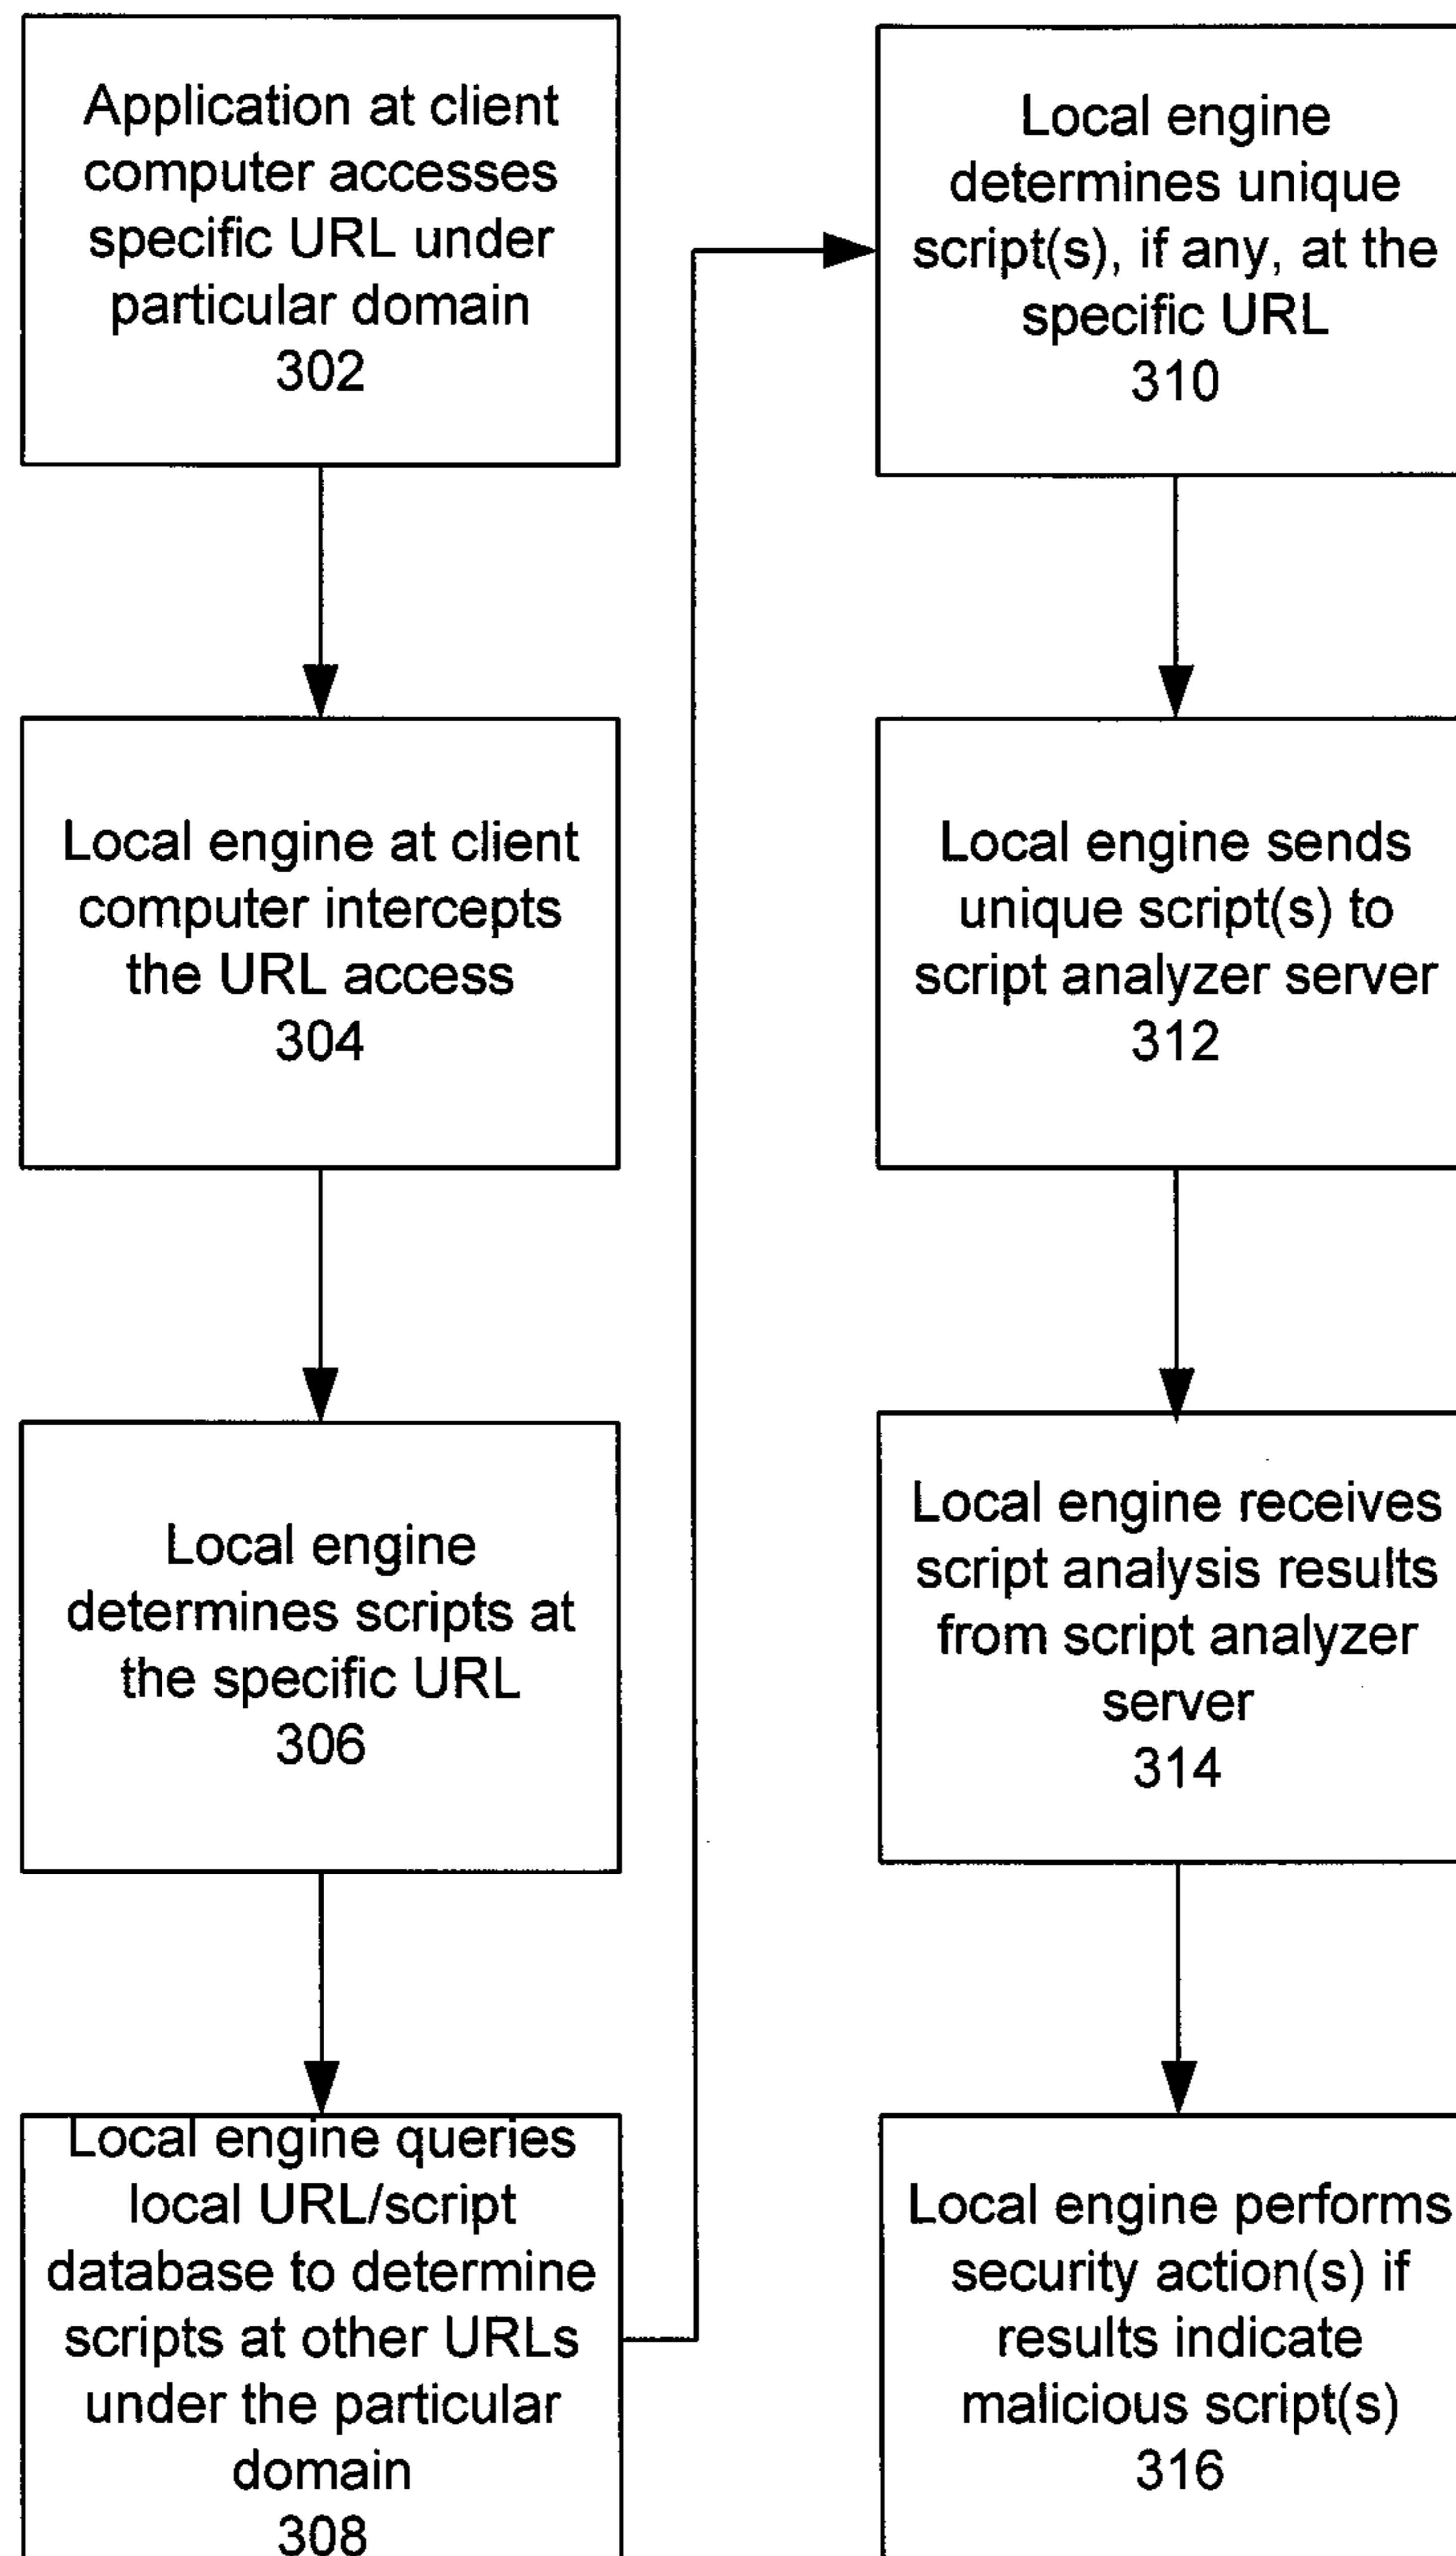 Application at client
computer accesses
specific URL under
particular domain
302
Local engine at client
computer intercepts
the URL access
304
Local engine
determines scripts at
the specific URL
306
Local engine queries
local URL/script
database to determine
scripts at other URLs
under the particular
domain
308
Local engine
determines unique
script(s), if any, at the
specific URL
310
Local engine sends
unique script(s) to
script analyzer server
312
Local engine receives
script analysis results
from script analyzer
server
314
Local engine performs
security action(s) if
results indicate
malicious script(s)
316